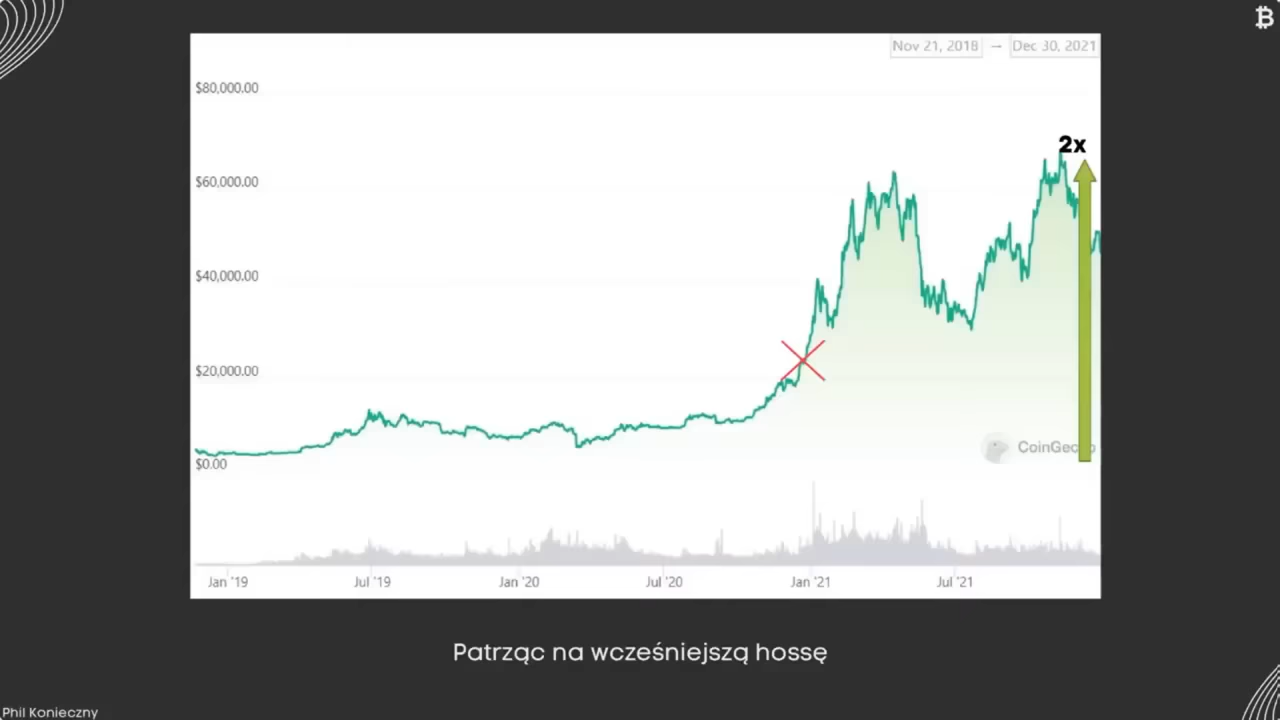 Nov 21, 2018 → Dec 30, 2021
$80,000.00
2x
$60,000.00
$40,000.00
$20,000.00
CoinGecko
$0.00
Jan '19 Jul '19 Jan '20 Jul '20 Jan '21 Jul '21
Patrząc na wcześniejszą hossę
Phil Konieczny